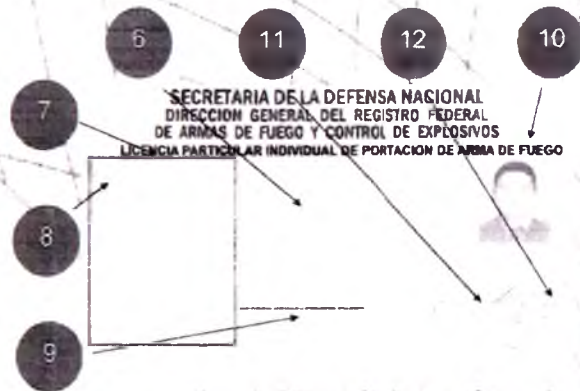 6 11 12 10
SECRETARIA DE LA DEFENSA NACIONAL
7 DIRECCION GENERAL DEL REGISTRO FEDERAL
DE ARMAS DE FUEGO Y CONTROL DE EXPLOSIVOS
LICENCIA PARTICULAR INDIVIDUAL DE PORTACION DE ARMA DE FUEGO
8
9